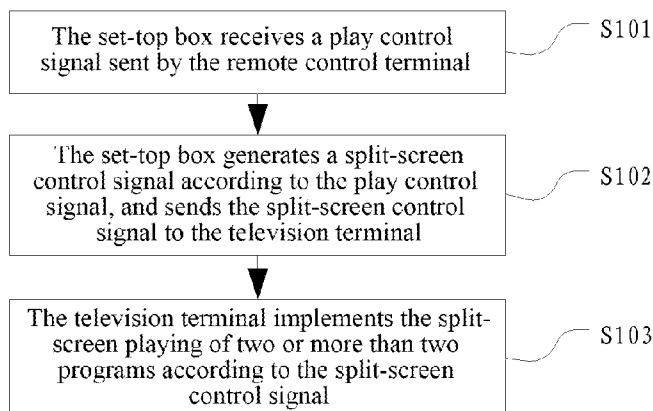 The set-top box receives a play control
signal sent by the remote control terminal
S101
The set-top box generates a split-screen
control signal according to the play control
signal, and sends the split-screen control
signal to the television terminal
S102
The television terminal implements the split-
screen playing of two or more than two
programs according to the split-screen
control signal
S103